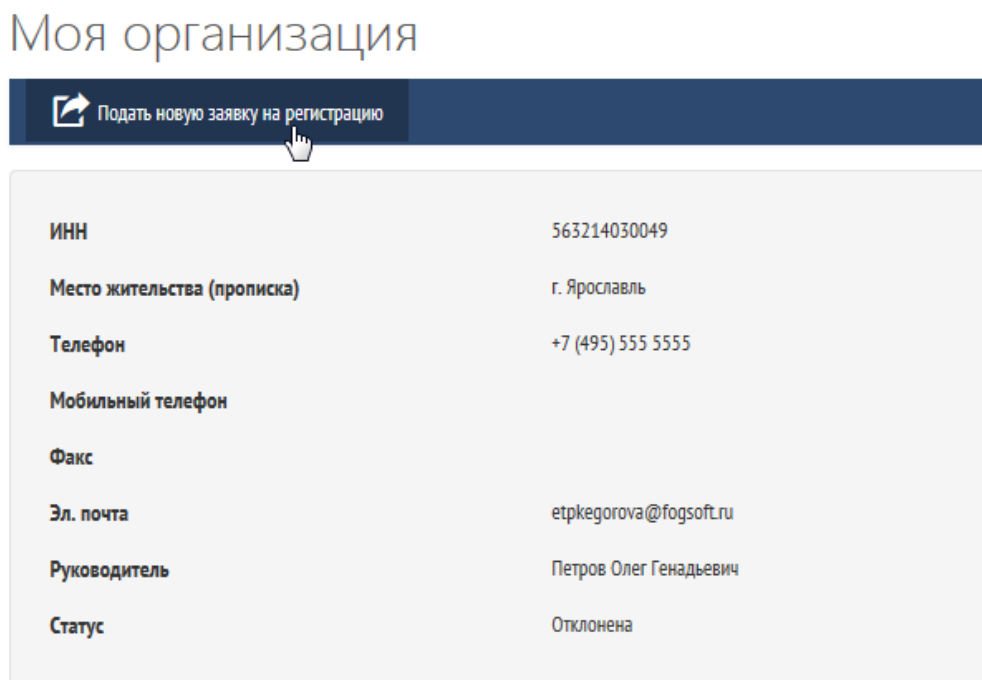 Моя организация
Подать новую заявку на регистрацию
ИНН 563214030049
Место жительства (прописка) г. Ярославль
Телефон +7 (495) 555 5555
Мобильный телефон
Факс
Эл. почта etpkegorova@fogsoft.ru
Руководитель Петров Олег Генадьевич
Статус Отклонена